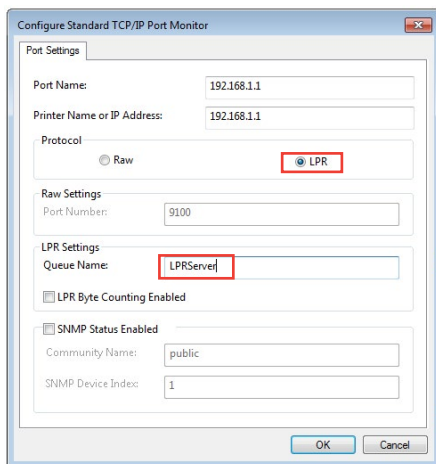 Configure Standard TCP/IP Port Monitor
Port Settings
Port Name: 192.168.1.1
Printer Name or IP Address: 192.168.1.1
Protocol
Raw LPR
Raw Settings
Port Number: 9100
LPR Settings
Queue Name: LPRServer
LPR Byte Counting Enabled
SNMP Status Enabled
Community Name: public
SNMP Device Index: 1
OK Cancel